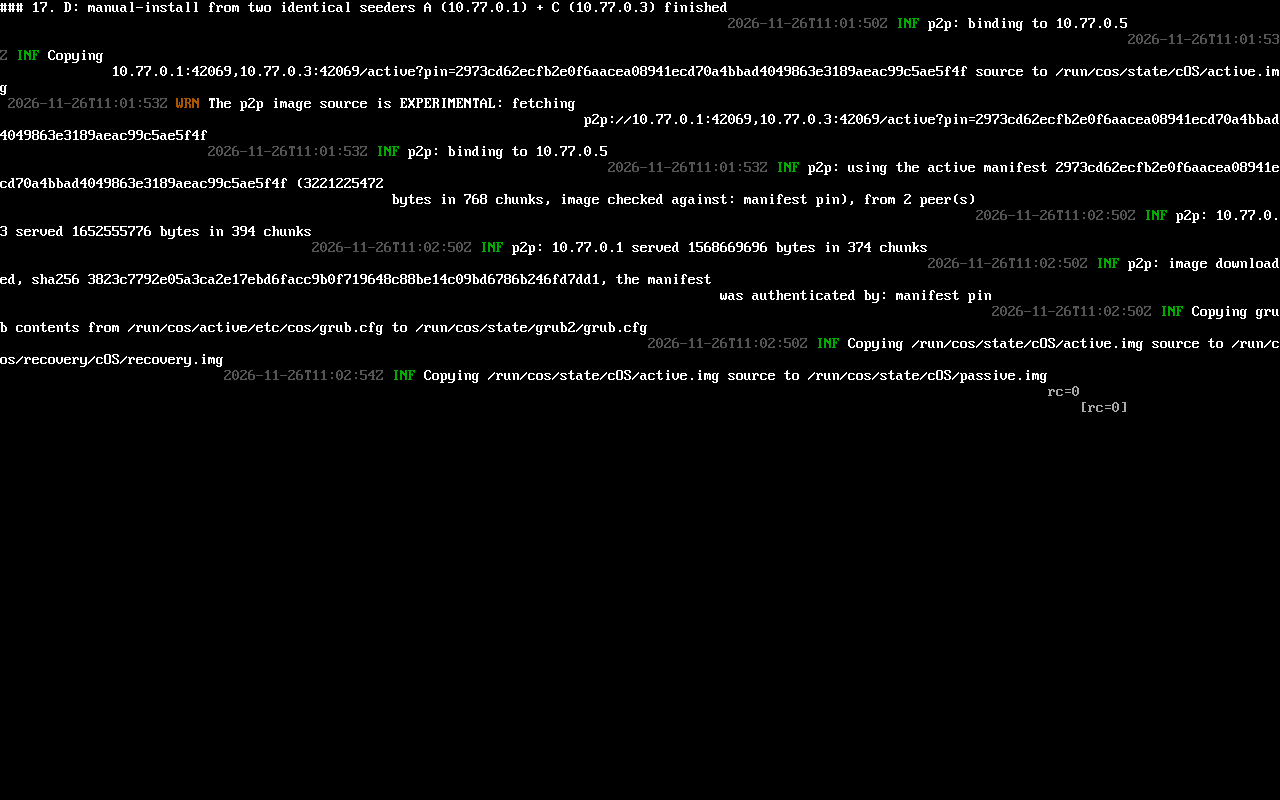 ### 17. D: manual-install from two identical seeders A (10.77.0.1) + C (10.77.0.3) finished
2026-11-26T11:01:50Z INF p2p: binding to 10.77.0.5
2026-11-26T11:01:53
Z INF Copying
10.77.0.1:42069,10.77.0.3:42069/active?pin=2973cd62ecfb2e0f6aacea08941ecd70a4bbad4049863e3189aeac99c5ae5f4f source to /run/cos/state/cOS/active.im
g
2026-11-26T11:01:53Z WRN The p2p image source is EXPERIMENTAL: fetching
p2p://10.77.0.1:42069,10.77.0.3:42069/active?pin=2973cd62ecfb2e0f6aacea08941ecd70a4bbad
4049863e3189aeac99c5ae5f4f
2026-11-26T11:01:53Z INF p2p: binding to 10.77.0.5
2026-11-26T11:01:53Z INF p2p: using the active manifest 2973cd62ecfb2e0f6aacea08941e
cd70a4bbad4049863e3189aeac99c5ae5f4f (3221225472
bytes in 768 chunks, image checked against: manifest pin), from 2 peer(s)
2026-11-26T11:02:50Z INF p2p: 10.77.0.
3 served 1652555776 bytes in 394 chunks
2026-11-26T11:02:50Z INF p2p: 10.77.0.1 served 1568669696 bytes in 374 chunks
2026-11-26T11:02:50Z INF p2p: image download
ed, sha256 3823c7792e05a3ca2e17ebd6facc9b0f719648c88be14c09bd6786b246fd7dd1, the manifest
was authenticated by: manifest pin
2026-11-26T11:02:50Z INF Copying gru
b contents from /run/cos/active/etc/cos/grub.cfg to /run/cos/state/grub2/grub.cfg
2026-11-26T11:02:50Z INF Copying /run/cos/state/cOS/active.img source to /run/c
os/recovery/cOS/recovery.img
2026-11-26T11:02:54Z INF Copying /run/cos/state/cOS/active.img source to /run/cos/state/cOS/passive.img
rc=0
[rc=0]